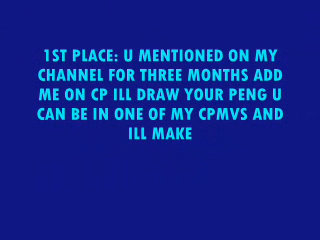 1ST PLACE: U MENTIONED ON MY
CHANNEL FOR THREE MONTHS ADD
ME ON CP ILL DRAW YOUR PENG U
CAN BE IN ONE OF MY CPMVS AND
ILL MAKE